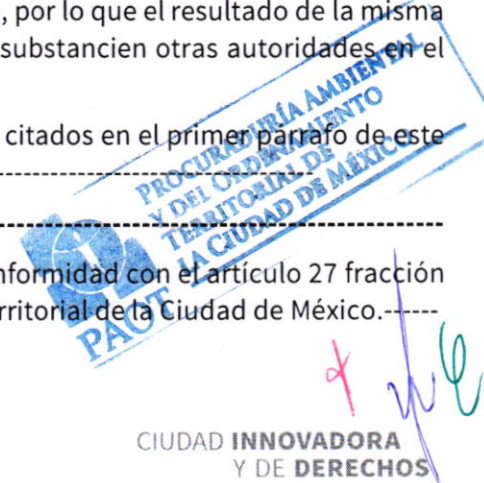 , por lo que el resultado de la misma
substancien otras autoridades en el
citados en el primer párrafo de este
-----------------------------------------
-----------------------------------------------------------
nformidad con el artículo 27 fracción
rritorial de la Ciudad de México.------
PROCURADURÍA AMBIENTAL
Y DEL ORDENAMIENTO
TERRITORIAL DE
LA CIUDAD DE MÉXICO
PAOT
CIUDAD INNOVADORA
Y DE DERECHOS